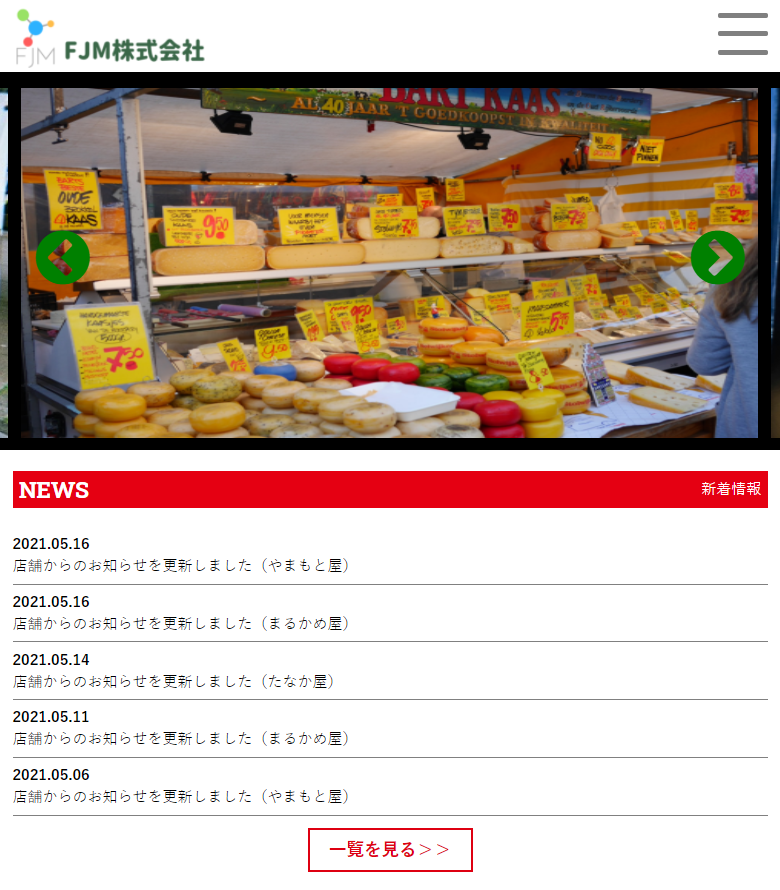 FJM
FJM株式会社
BART KAAS
AL 40 JAAR 'T GOEDKOOPST IN KWALITEIT
NIET
OUDE
KAAS
9.50
9.50
7.50
NEWS
新着情報
2021.05.16
店舗からのお知らせを更新しました（やまもと屋）
2021.05.16
店舗からのお知らせを更新しました（まるかめ屋）
2021.05.14
店舗からのお知らせを更新しました（たなか屋）
2021.05.11
店舗からのお知らせを更新しました（まるかめ屋）
2021.05.06
店舗からのお知らせを更新しました（やまもと屋）
一覧を見る＞＞